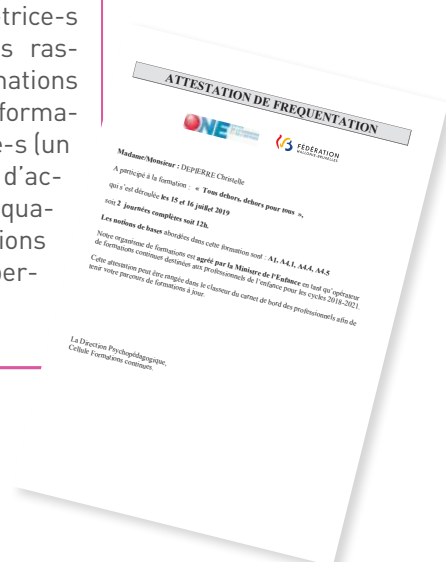 trice-s
s ras-
nations
forma-
e-s (un
d'ac-
qua-
tions
per-
ATTESTATION DE FREQUENTATION
ONE
FÉDÉRATION
WALLONIE-BRUXELLES
Madame/Monsieur : DEPIERRE Christelle
A participé à la formation : « Tous dehors, dehors pour tous »,
qui s'est déroulée les 15 et 16 juillet 2019
soit 2 journées complètes soit 12h.
Les notions de bases abordées dans cette formation sont : A1, A4.1, A4.4, A4.5
Notre organisme de formations est agréé par la Ministre de l'Enfance en tant qu'opérateur
de formations continues destinées aux professionnels de l'enfance pour les cycles 2018-2021.
Cette attestation peut être rangée dans le classeur du carnet de bord des professionnels afin de
tenir votre parcours de formations à jour.
La Direction Psychopédagogique,
Cellule Formations continues.